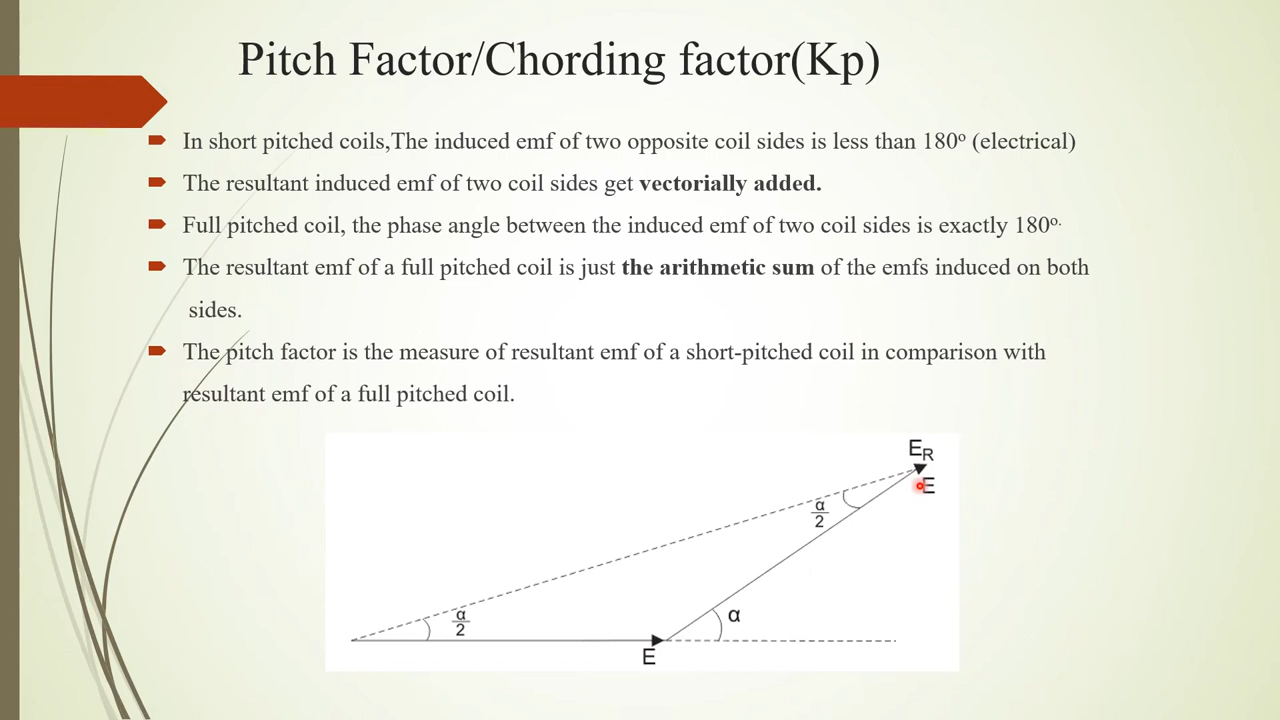 Pitch Factor/Chording factor(Kp)
In short pitched coils,The induced emf of two opposite coil sides is less than 180º (electrical)
The resultant induced emf of two coil sides get vectorially added.
Full pitched coil, the phase angle between the induced emf of two coil sides is exactly 180º.
The resultant emf of a full pitched coil is just the arithmetic sum of the emfs induced on both
sides.
The pitch factor is the measure of resultant emf of a short-pitched coil in comparison with
resultant emf of a full pitched coil.
E_R
E
α
2
α
2
α
E